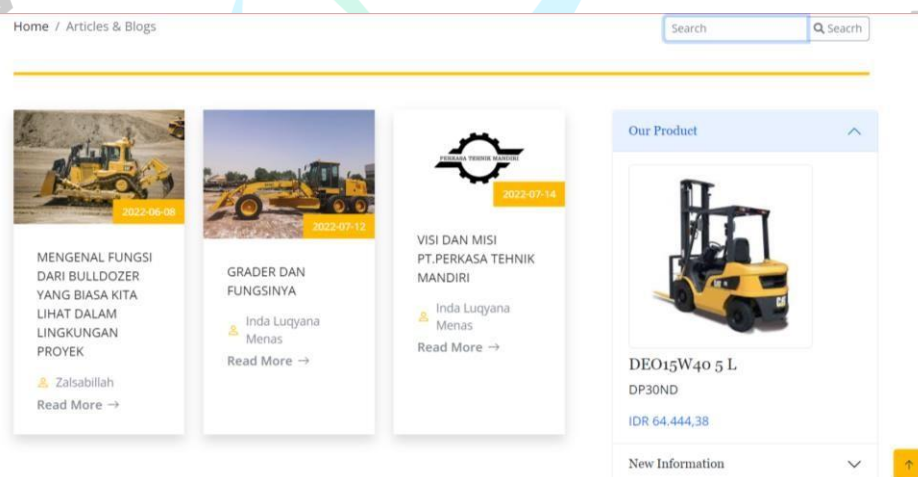 Home / Articles & Blogs
Search
Seacrh
2022-06-08
MENGENAL FUNGSI
DARI BULLDOZER
YANG BIASA KITA
LIHAT DALAM
LINGKUNGAN
PROYEK
Zalsabillah
Read More →
2022-07-12
GRADER DAN
FUNGSINYA
Inda Luqyana
Menas
Read More →
PERKASA TEHNIK MANDIRI
2022-07-14
VISI DAN MISI
PT.PERKASA TEHNIK
MANDIRI
Inda Luqyana
Menas
Read More →
Our Product
CAT
DEO15W40 5 L
DP30ND
IDR 64.444,38
New Information